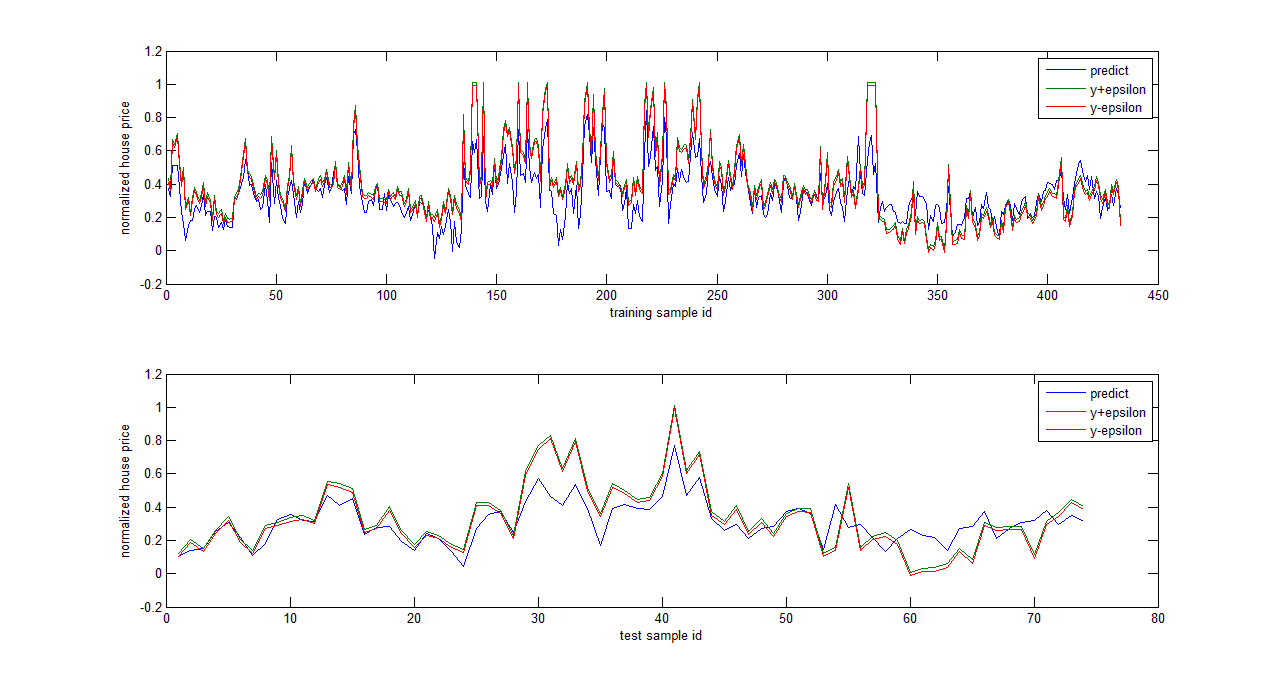 1.2
1
0.8
0.6
0.4
0.2
0
-0.2
normalized house price
0 50 100 150 200 250 300 350 400 450
training sample id
predict
y+epsilon
y-epsilon
1.2
1
0.8
0.6
0.4
0.2
0
-0.2
normalized house price
0 10 20 30 40 50 60 70 80
test sample id
predict
y+epsilon
y-epsilon